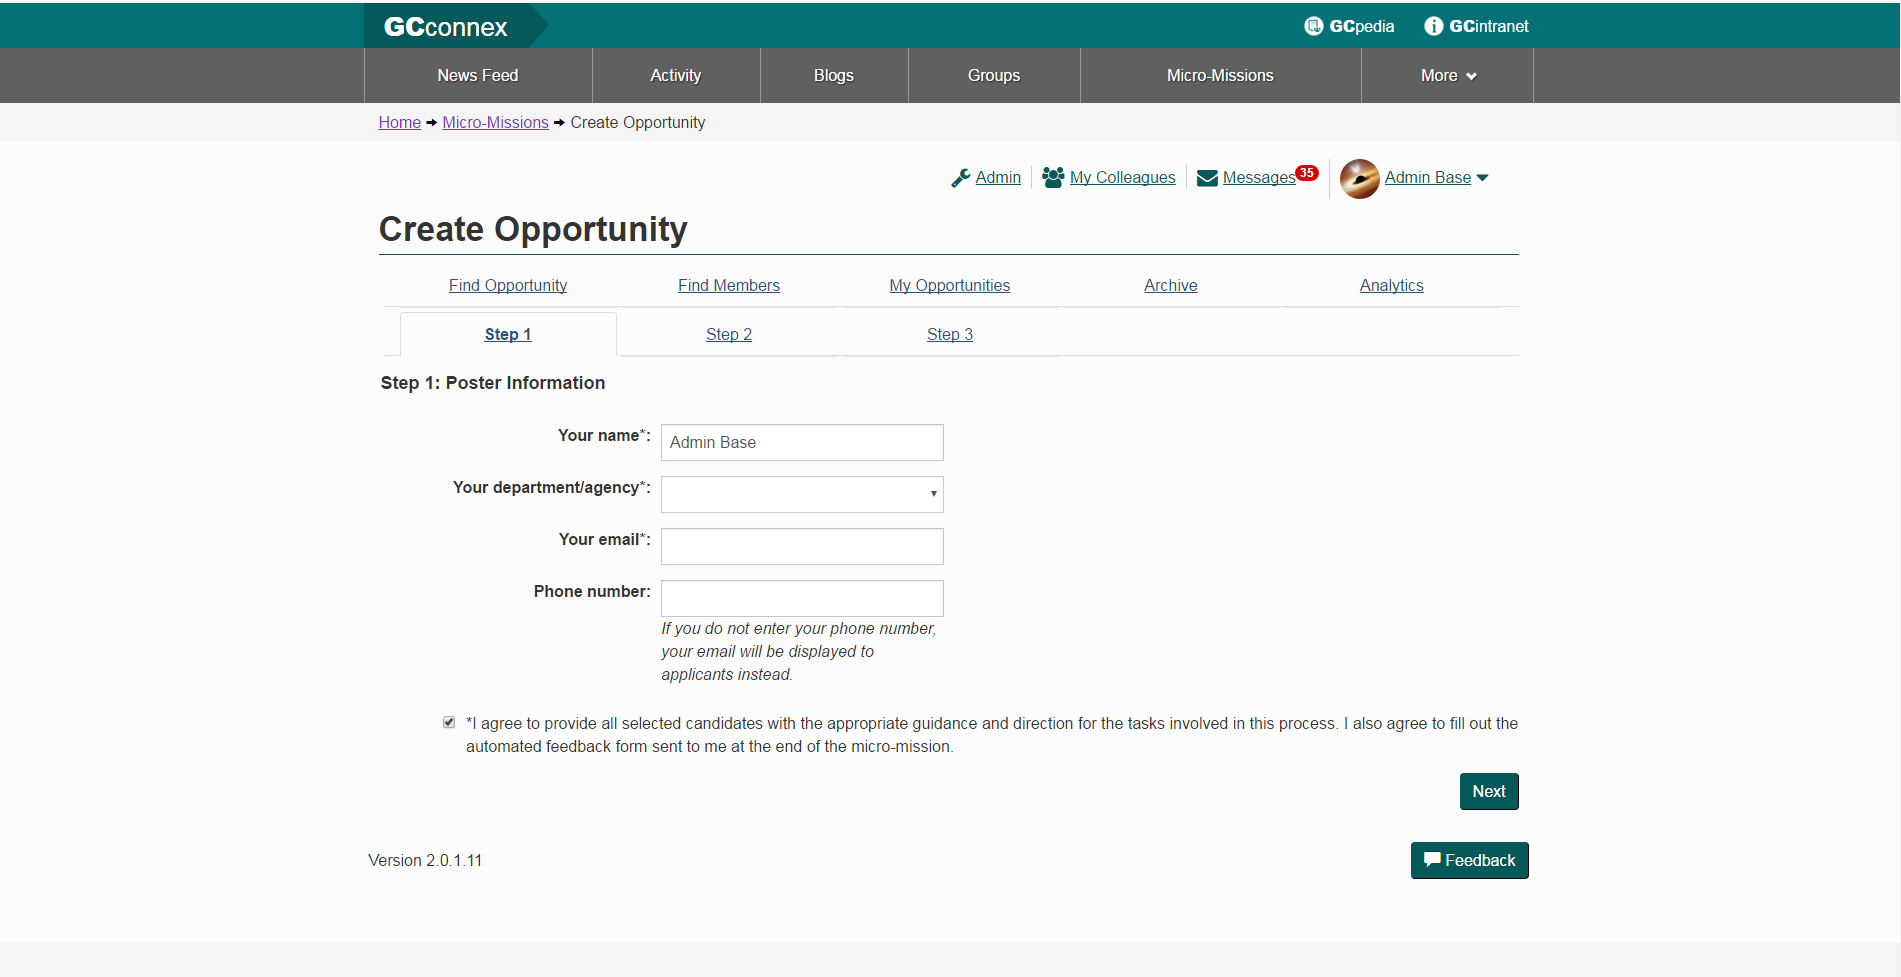 GCconnex
GCpedia
GCintranet
News Feed
Activity
Blogs
Groups
Micro-Missions
More
Home → Micro-Missions → Create Opportunity
Admin
My Colleagues
Messages 35
Admin Base
Create Opportunity
Find Opportunity
Find Members
My Opportunities
Archive
Analytics
Step 1
Step 2
Step 3
Step 1: Poster Information
Your name*:
Admin Base
Your department/agency*:
Your email*:
Phone number:
If you do not enter your phone number,
your email will be displayed to
applicants instead.
*I agree to provide all selected candidates with the appropriate guidance and direction for the tasks involved in this process. I also agree to fill out the
automated feedback form sent to me at the end of the micro-mission.
Next
Version 2.0.1.11
Feedback